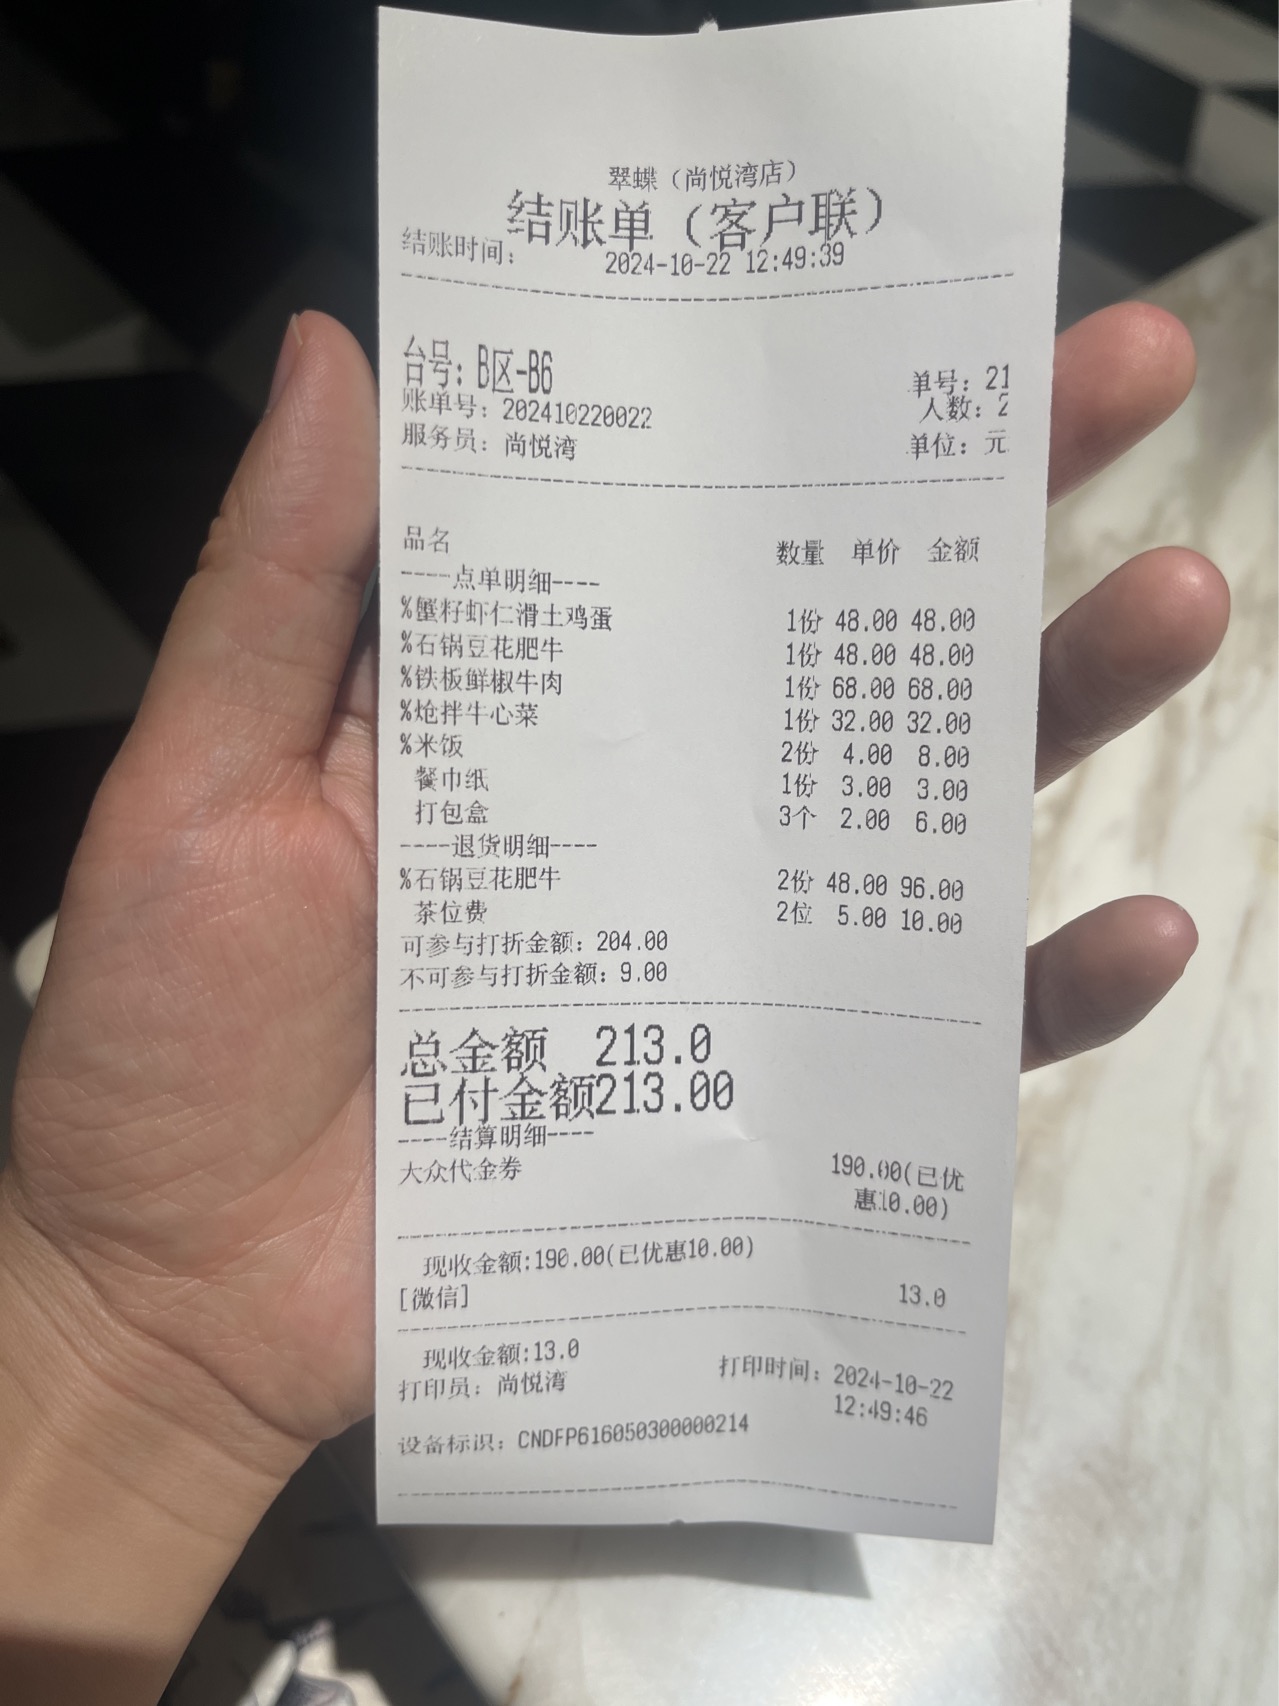 翠蝶（尚悦湾店）
结账单（客户联）
结账时间： 2024-10-22 12:49:39
台号：B区-B6 单号：21
账单号：202410220022 人数：2
服务员：尚悦湾 单位：元
品名 数量 单价 金额
----点单明细----
%蟹籽虾仁滑土鸡蛋 1份 48.00 48.00
%石锅豆花肥牛 1份 48.00 48.00
%铁板鲜椒牛肉 1份 68.00 68.00
%炝拌牛心菜 1份 32.00 32.00
%米饭 2份 4.00 8.00
餐巾纸 1份 3.00 3.00
打包盒 3个 2.00 6.00
----退货明细----
%石锅豆花肥牛 2份 48.00 96.00
茶位费 2位 5.00 10.00
可参与打折金额：204.00
不可参与打折金额：9.00
总金额 213.0
已付金额213.00
----结算明细----
大众代金券 190.00(已优
惠10.00)
现收金额:190.00(已优惠10.00)
[微信] 13.0
现收金额:13.0
打印员：尚悦湾 打印时间：2024-10-22
12:49:46
设备标识：CNDFP616050300000214